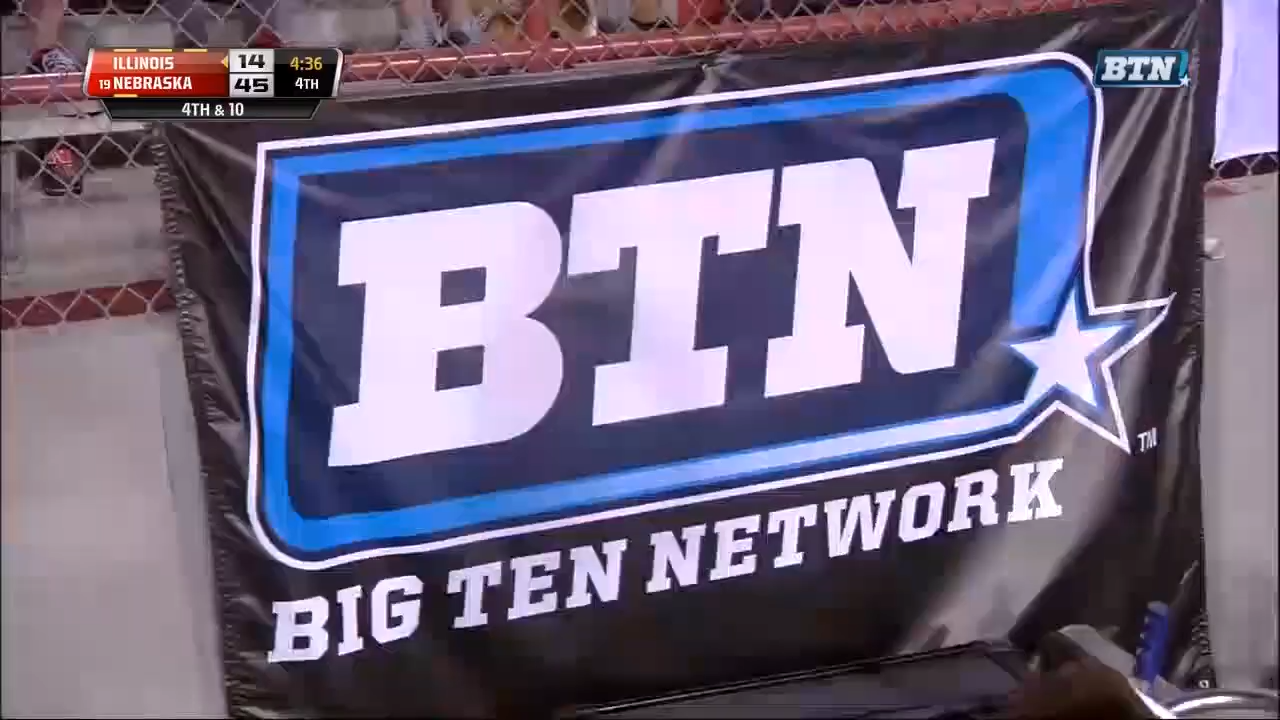 ILLINOIS 14 4:36
19 NEBRASKA 45 4TH
4TH & 10
BTN
BTN
TM
BIG TEN NETWORK